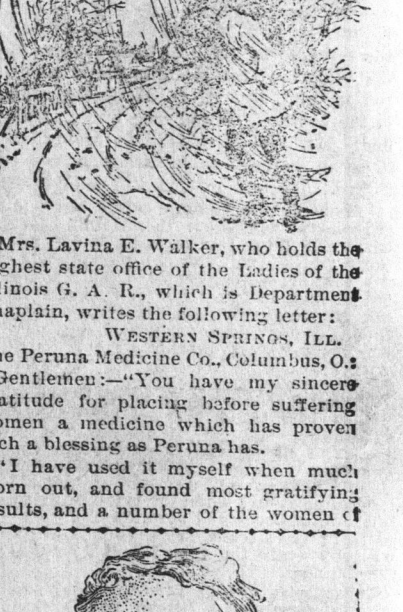 Mrs. Lavina E. Walker, who holds the
ghest state office of the Ladies of the
linois G. A. R., which is Department
haplain, writes the following letter:
WESTERN SPRINGS, ILL.
he Peruna Medicine Co., Columbus, O.:
Gentlemen:—"You have my sincere
atitude for placing before suffering
omen a medicine which has proven
ch a blessing as Peruna has.
"I have used it myself when much
orn out, and found most gratifying
sults, and a number of the women of